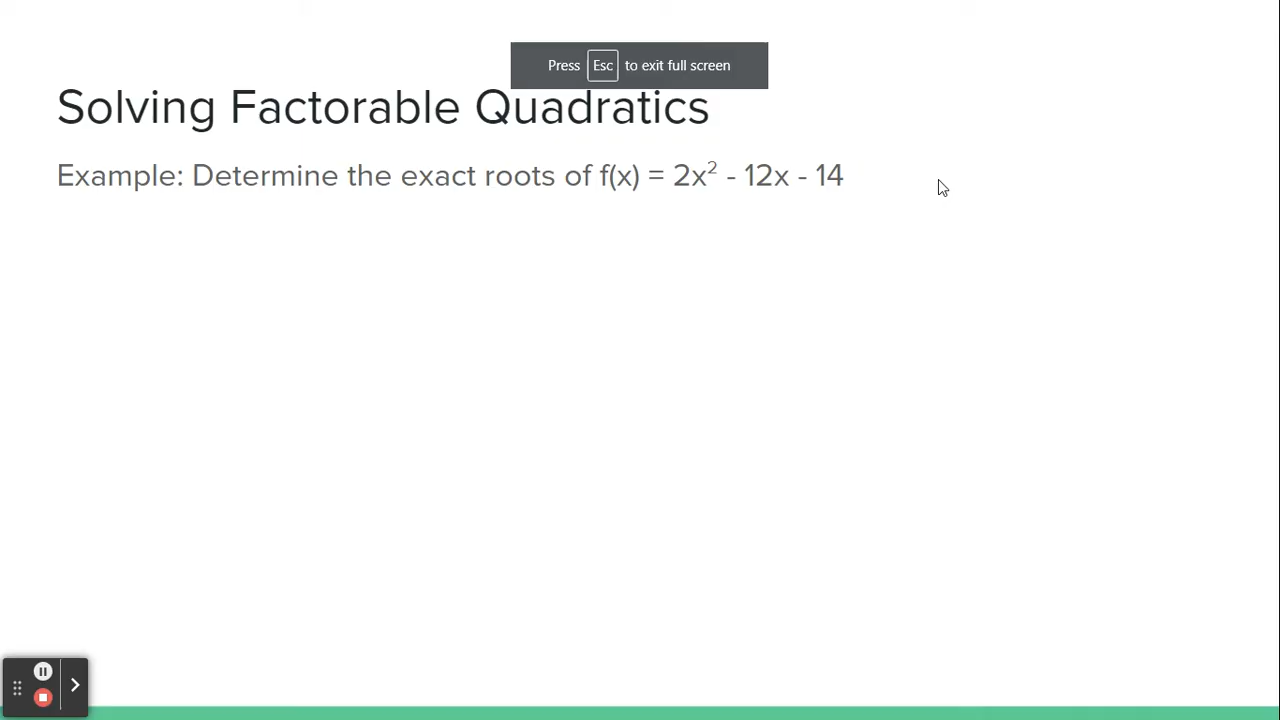 Press Esc to exit full screen
Solving Factorable Quadratics
Example: Determine the exact roots of f(x) = 2x² - 12x - 14